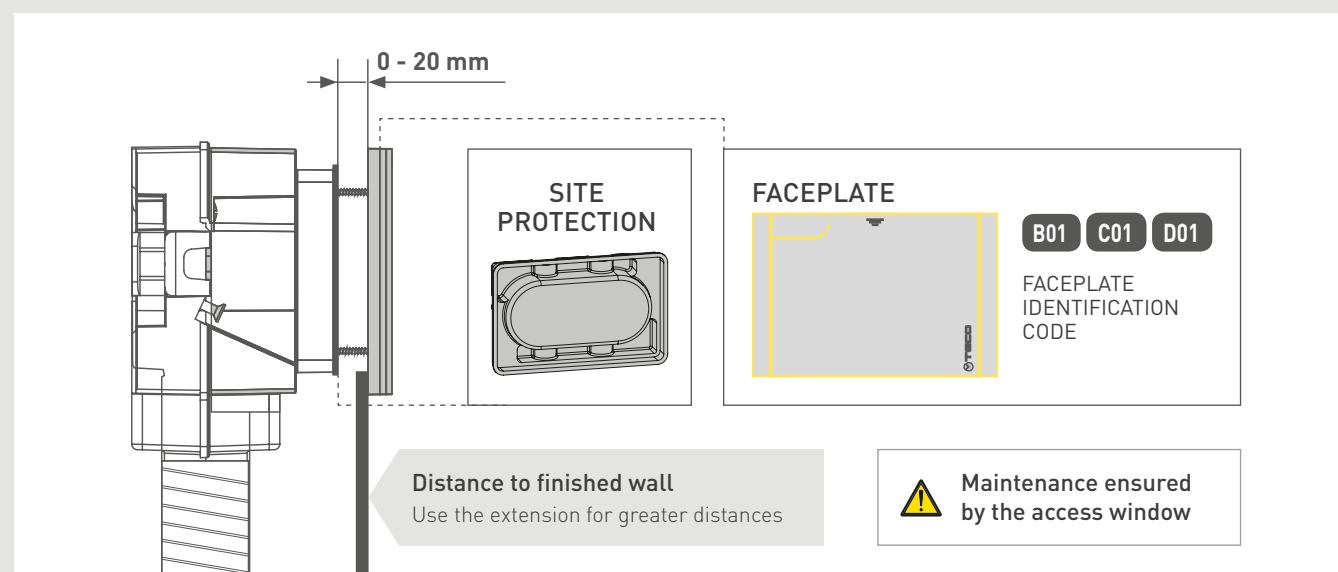 0 - 20 mm
SITE
PROTECTION
FACEPLATE
TECO
B01 C01 D01
FACEPLATE
IDENTIFICATION
CODE
Distance to finished wall
Use the extension for greater distances
Maintenance ensured
by the access window